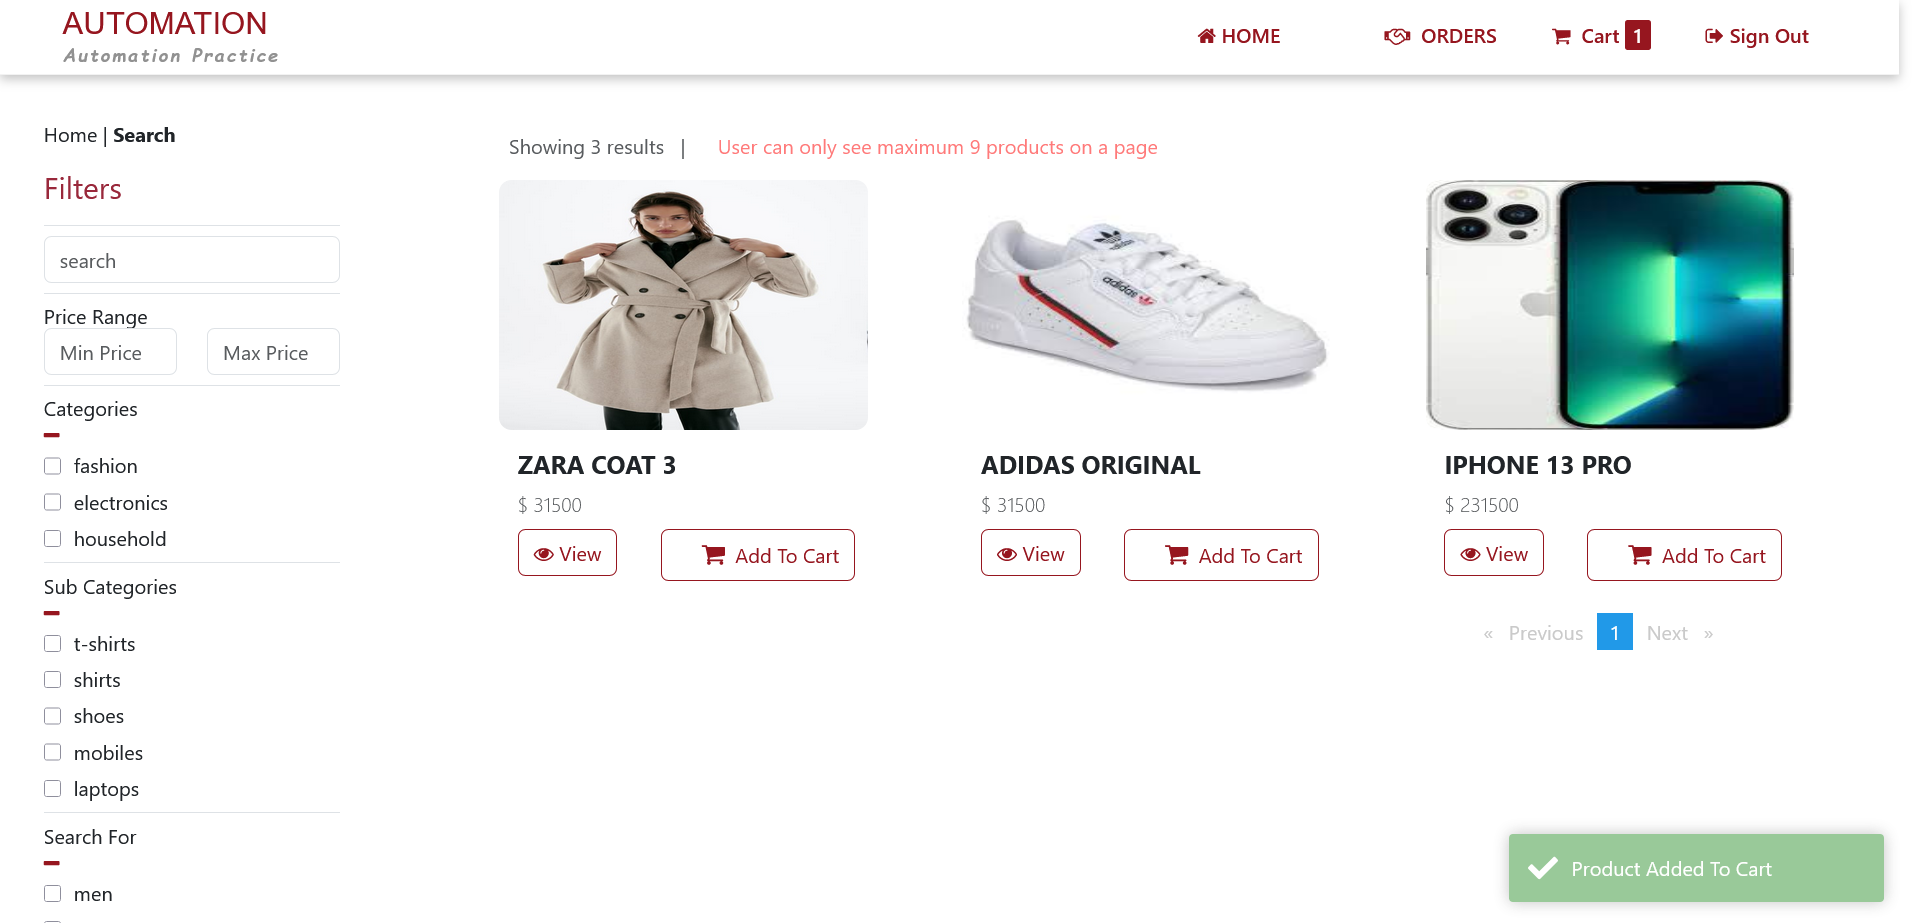 AUTOMATION
Automation Practice
HOME
ORDERS
Cart 1
Sign Out
Home | Search
Filters
search
Price Range
Min Price
Max Price
Categories
fashion
electronics
household
Sub Categories
t-shirts
shirts
shoes
mobiles
laptops
Search For
men
Showing 3 results |
User can only see maximum 9 products on a page
adidas
adidas
ZARA COAT 3
$ 31500
View
Add To Cart
ADIDAS ORIGINAL
$ 31500
View
Add To Cart
IPHONE 13 PRO
$ 231500
View
Add To Cart
« Previous 1 Next »
Product Added To Cart